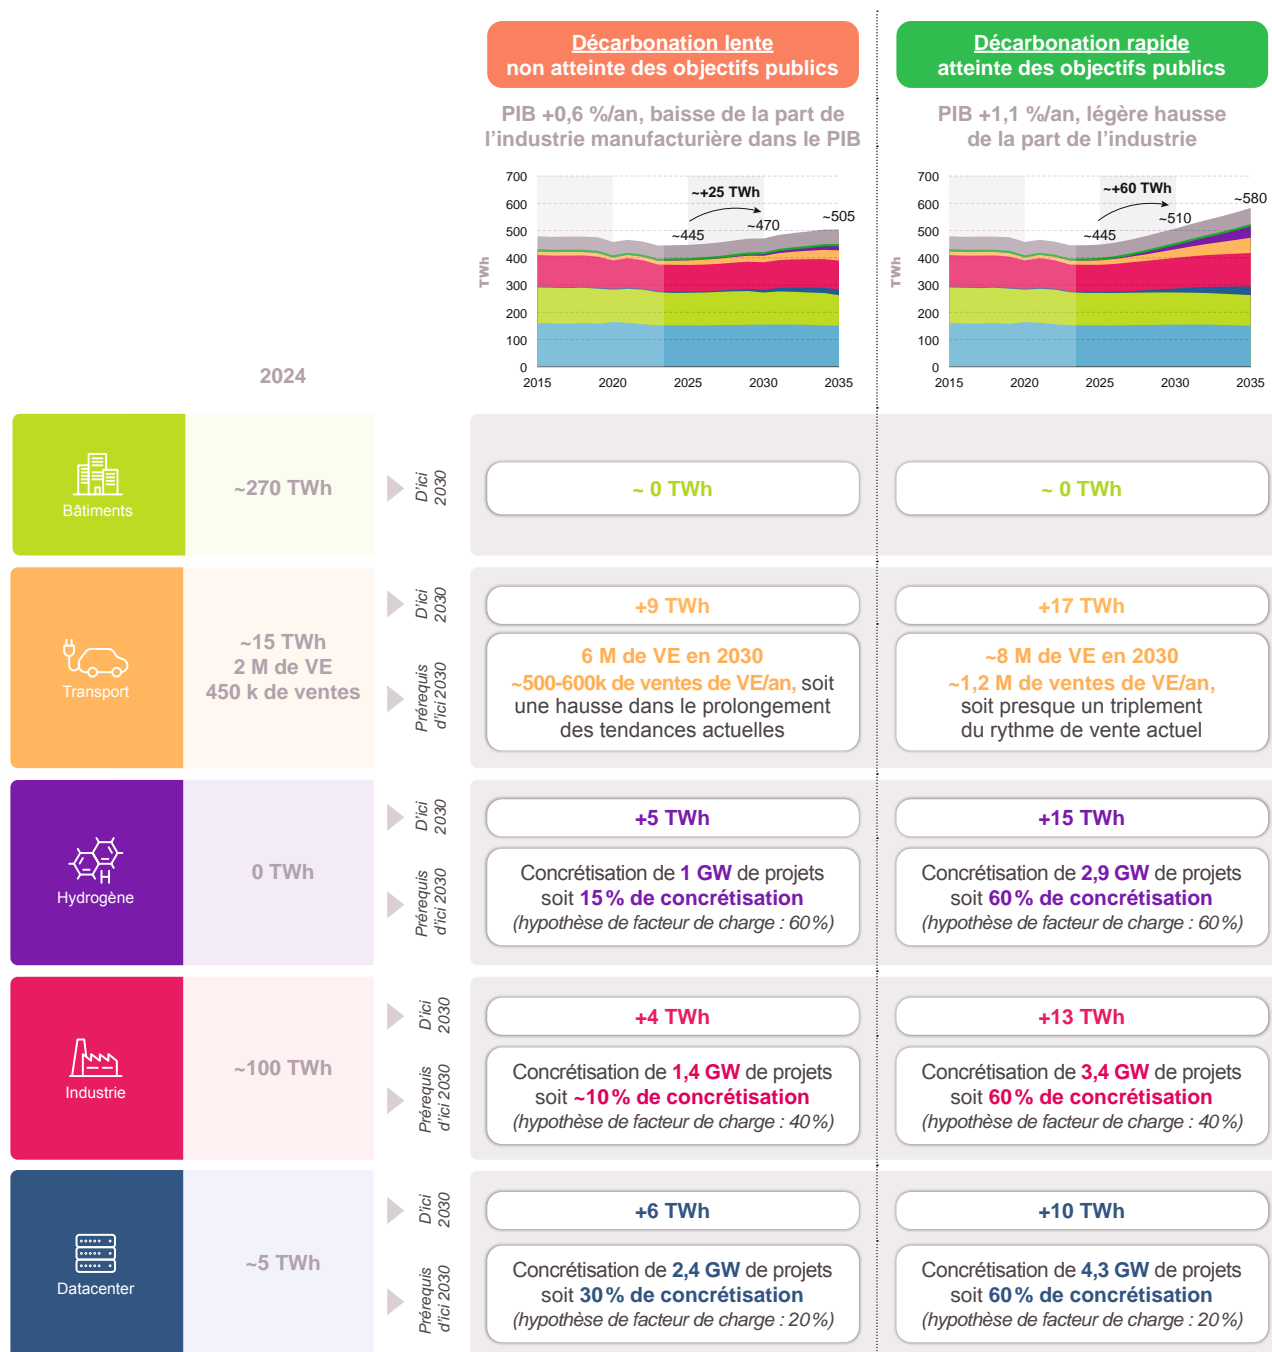 Décarbonation lente
non atteinte des objectifs publics
Décarbonation rapide
atteinte des objectifs publics
PIB +0,6 %/an, baisse de la part de
l'industrie manufacturière dans le PIB
PIB +1,1 %/an, légère hausse
de la part de l'industrie
700
600
500
400
300
200
100
0
TWh
2015
2020
2025
2030
2035
~+25 TWh
~445
~470
~505
700
600
500
400
300
200
100
0
TWh
2015
2020
2025
2030
2035
~+60 TWh
~445
~510
~580
2024
Bâtiments
~270 TWh
D'ici
2030
~ 0 TWh
~ 0 TWh
Transport
~15 TWh
2 M de VE
450 k de ventes
D'ici
2030
+9 TWh
+17 TWh
Prérequis
d'ici 2030
6 M de VE en 2030
~500-600k de ventes de VE/an, soit
une hausse dans le prolongement
des tendances actuelles
~8 M de VE en 2030
~1,2 M de ventes de VE/an,
soit presque un triplement
du rythme de vente actuel
H
Hydrogène
0 TWh
D'ici
2030
+5 TWh
+15 TWh
Prérequis
d'ici 2030
Concrétisation de 1 GW de projets
soit 15 % de concrétisation
(hypothèse de facteur de charge : 60 %)
Concrétisation de 2,9 GW de projets
soit 60 % de concrétisation
(hypothèse de facteur de charge : 60 %)
Industrie
~100 TWh
D'ici
2030
+4 TWh
+13 TWh
Prérequis
d'ici 2030
Concrétisation de 1,4 GW de projets
soit ~10 % de concrétisation
(hypothèse de facteur de charge : 40 %)
Concrétisation de 3,4 GW de projets
soit 60 % de concrétisation
(hypothèse de facteur de charge : 40 %)
Datacenter
~5 TWh
D'ici
2030
+6 TWh
+10 TWh
Prérequis
d'ici 2030
Concrétisation de 2,4 GW de projets
soit 30 % de concrétisation
(hypothèse de facteur de charge : 20 %)
Concrétisation de 4,3 GW de projets
soit 60 % de concrétisation
(hypothèse de facteur de charge : 20 %)